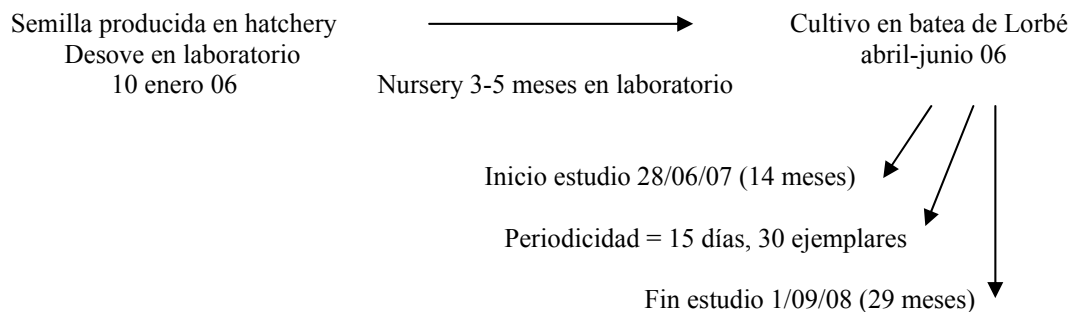 Semilla producida en hatchery
Desove en laboratorio
10 enero 06
Nursery 3-5 meses en laboratorio
Cultivo en batea de Lorbé
abril-junio 06
Inicio estudio 28/06/07 (14 meses)
Periodicidad = 15 días, 30 ejemplares
Fin estudio 1/09/08 (29 meses)